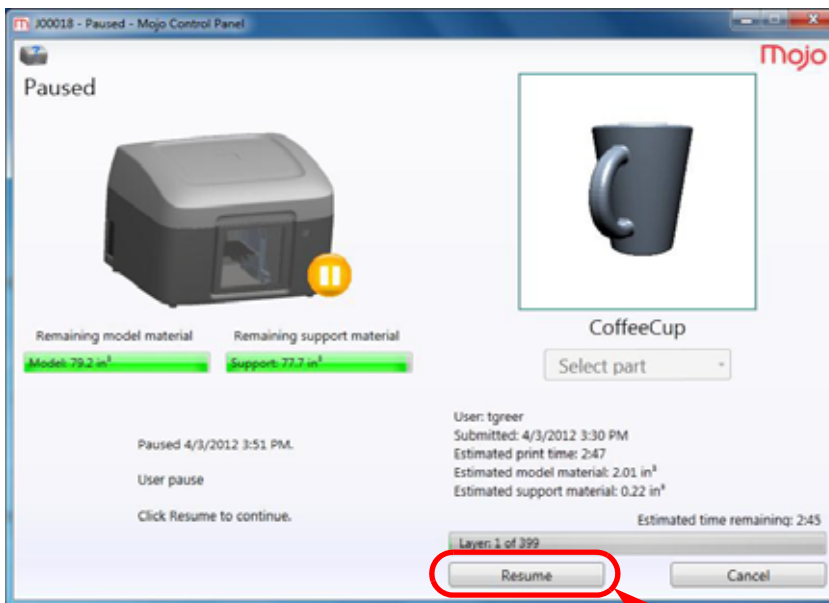 J00018 - Paused - Mojo Control Panel
mojo
Paused
Remaining model material
Remaining support material
Model: 79.2 in³
Support: 77.7 in³
Paused 4/3/2012 3:51 PM.
User pause
Click Resume to continue.
CoffeeCup
Select part
User: tgreer
Submitted: 4/3/2012 3:30 PM
Estimated print time: 2:47
Estimated model material: 2.01 in³
Estimated support material: 0.22 in³
Estimated time remaining: 2:45
Layer: 1 of 399
Resume
Cancel